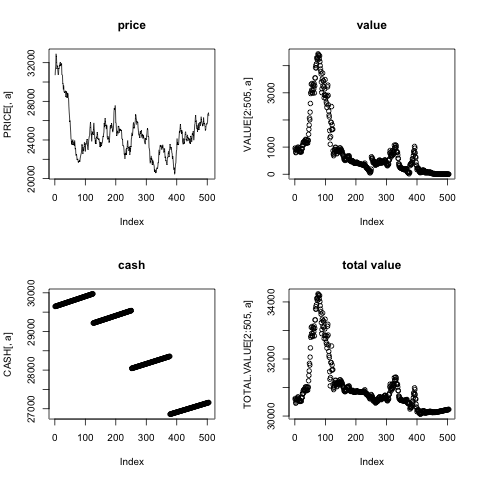 price
PRICE[, a]
20000 24000 28000 32000
0 100 200 300 400 500
Index
value
VALUE[2:505, a]
0 1000 3000
0 100 200 300 400 500
Index
cash
CASH[, a]
27000 28000 29000 30000
0 100 200 300 400 500
Index
total value
TOTAL.VALUE[2:505, a]
30000 32000 34000
0 100 200 300 400 500
Index